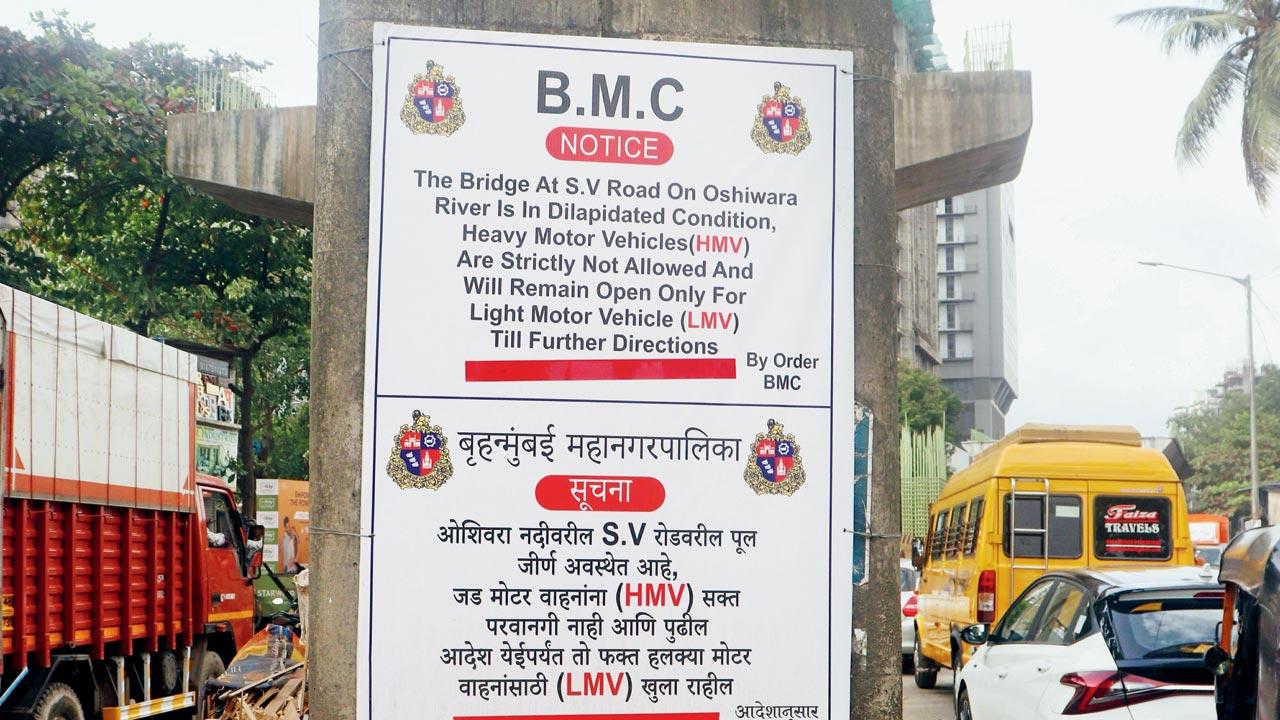 B.M.C
NOTICE
The Bridge At S.V Road On Oshiwara
River Is In Dilapidated Condition,
Heavy Motor Vehicles(HMV)
Are Strictly Not Allowed And
Will Remain Open Only For
Light Motor Vehicle (LMV)
Till Further Directions
By Order
BMC
बृहन्मुंबई महानगरपालिका
सूचना
ओशिवरा नदीवरील S.V रोडवरील पूल
जीर्ण अवस्थेत आहे,
जड मोटर वाहनांना (HMV) सक्त
परवानगी नाही आणि पुढील
आदेश येईपर्यंत तो फक्त हलक्या मोटर
वाहनांसाठी (LMV) खुला राहील
आदेशानुसार
Faiza
TRAVELS